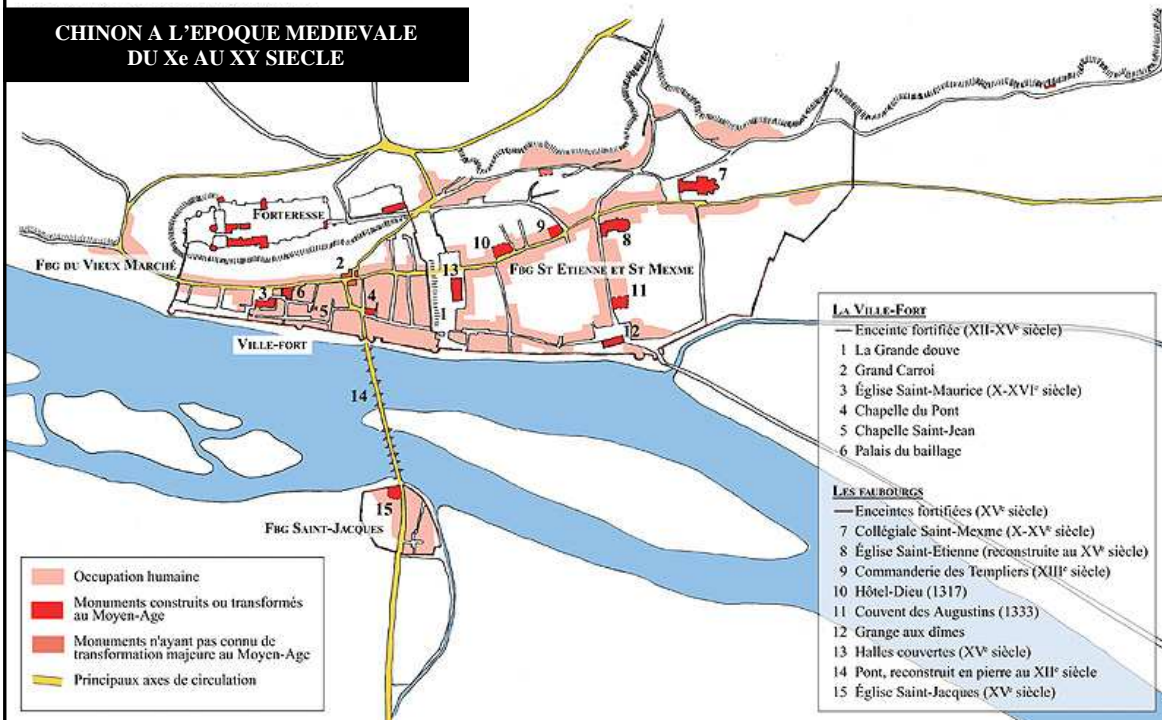 CHINON A L'EPOQUE MEDIEVALE
DU Xe AU XY SIECLE
7
FORTERESSE
9
8
10
FBG DU VIEUX MARCHÉ
2
13
FBG ST ETIENNE ET ST MEXME
3
6
5
4
1
11
12
VILLE-FORT
14
15
FBG SAINT-JACQUES
Occupation humaine
Monuments construits ou transformés
au Moyen-Age
Monuments n'ayant pas connu de
transformation majeure au Moyen-Age
Principaux axes de circulation
LA VILLE-FORT
Enceinte fortifiée (XII-XVe siècle)
1 La Grande douve
2 Grand Carroi
3 Église Saint-Maurice (X-XVIe siècle)
4 Chapelle du Pont
5 Chapelle Saint-Jean
6 Palais du baillage
LES FAUBOURGS
Enceintes fortifiées (XVe siècle)
7 Collégiale Saint-Mexme (X-XVe siècle)
8 Église Saint-Etienne (reconstruite au XVe siècle)
9 Commanderie des Templiers (XIIIe siècle)
10 Hôtel-Dieu (1317)
11 Couvent des Augustins (1333)
12 Grange aux dîmes
13 Halles couvertes (XVe siècle)
14 Pont, reconstruit en pierre au XIIe siècle
15 Église Saint-Jacques (XVe siècle)